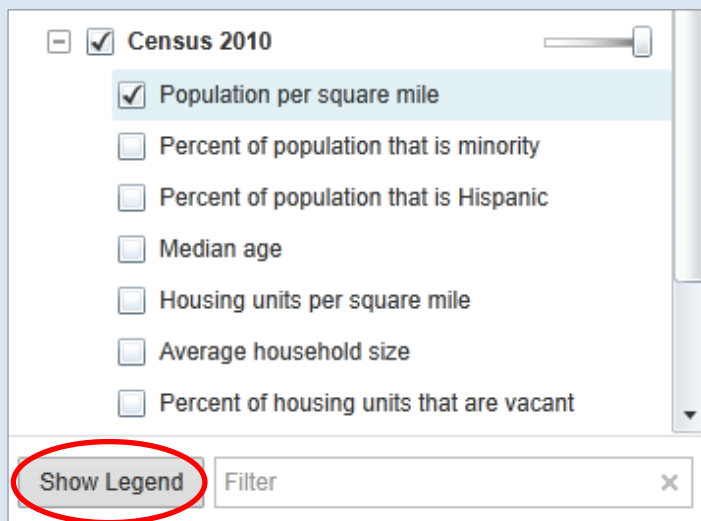 Census 2010
Population per square mile
Percent of population that is minority
Percent of population that is Hispanic
Median age
Housing units per square mile
Average household size
Percent of housing units that are vacant
Show Legend Filter